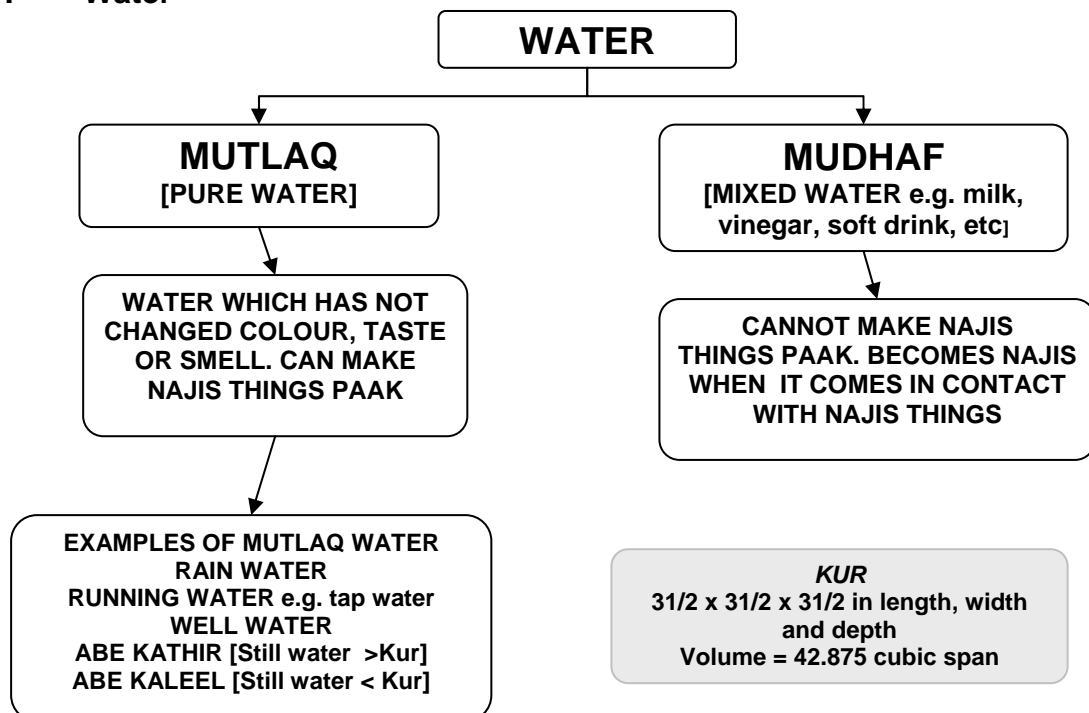 Water
WATER
MUTLAQ
[PURE WATER]
MUDHAF
[MIXED WATER e.g. milk,
vinegar, soft drink, etc]
WATER WHICH HAS NOT
CHANGED COLOUR, TASTE
OR SMELL. CAN MAKE
NAJIS THINGS PAAK
CANNOT MAKE NAJIS
THINGS PAAK. BECOMES NAJIS
WHEN IT COMES IN CONTACT
WITH NAJIS THINGS
EXAMPLES OF MUTLAQ WATER
RAIN WATER
RUNNING WATER e.g. tap water
WELL WATER
ABE KATHIR [Still water >Kur]
ABE KALEEL [Still water < Kur]
KUR
31/2 x 31/2 x 31/2 in length, width
and depth
Volume = 42.875 cubic span